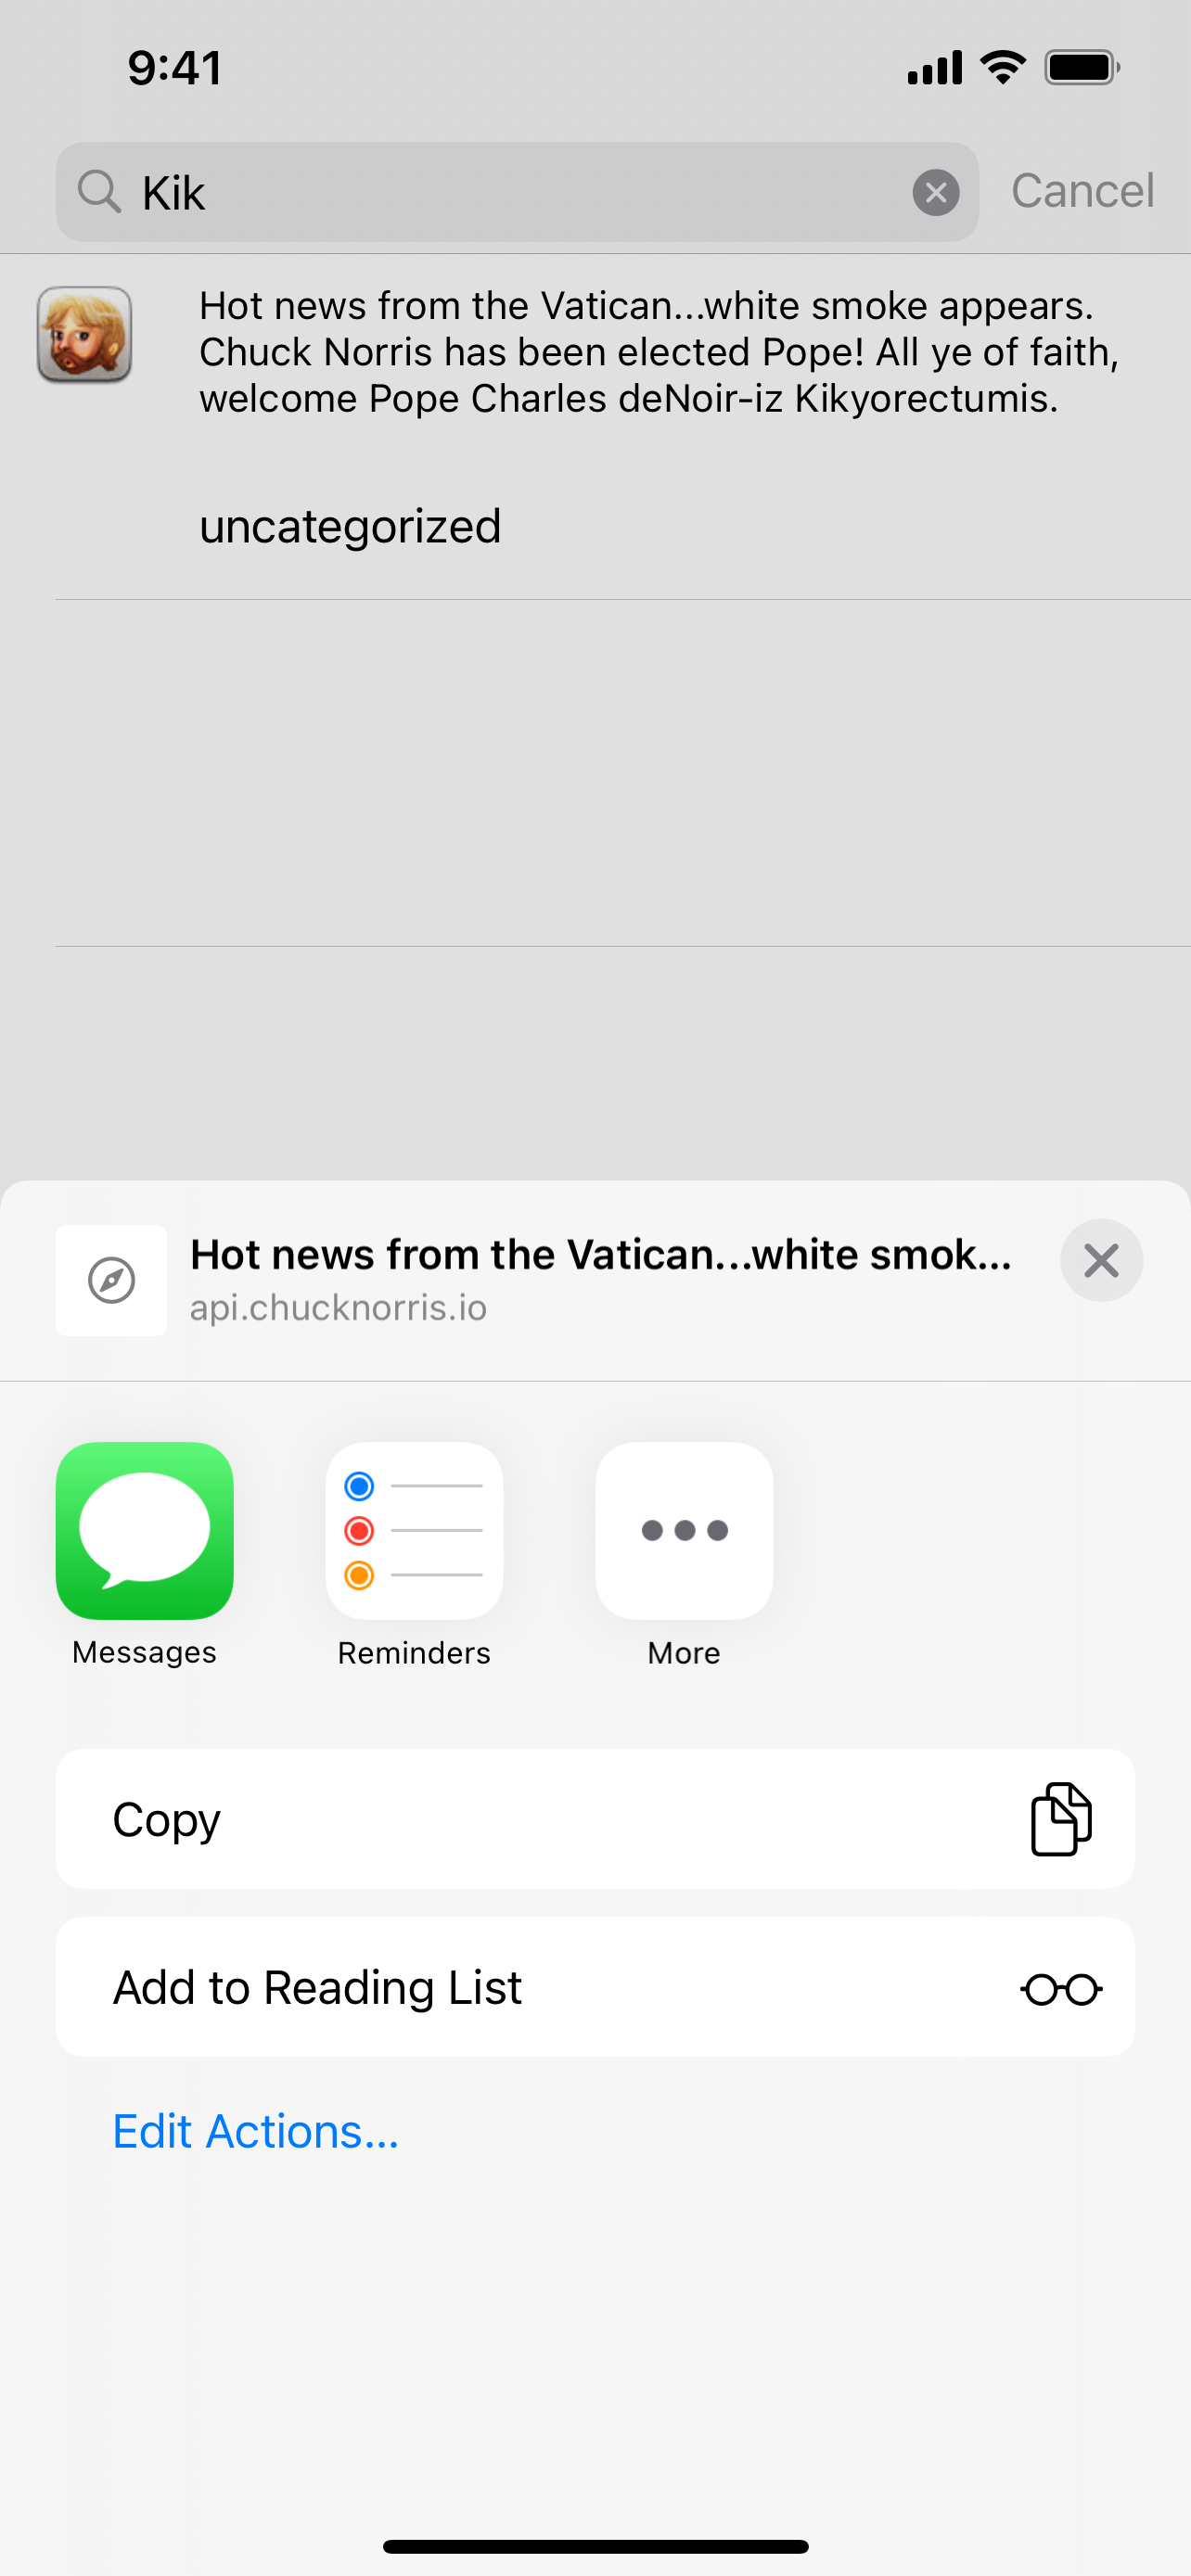 9:41
Kik
Cancel
Hot news from the Vatican...white smoke appears.
Chuck Norris has been elected Pope! All ye of faith,
welcome Pope Charles deNoir-iz Kikyorectumis.
uncategorized
Hot news from the Vatican...white smok...
api.chucknorris.io
Messages
Reminders
More
Copy
Add to Reading List
Edit Actions...